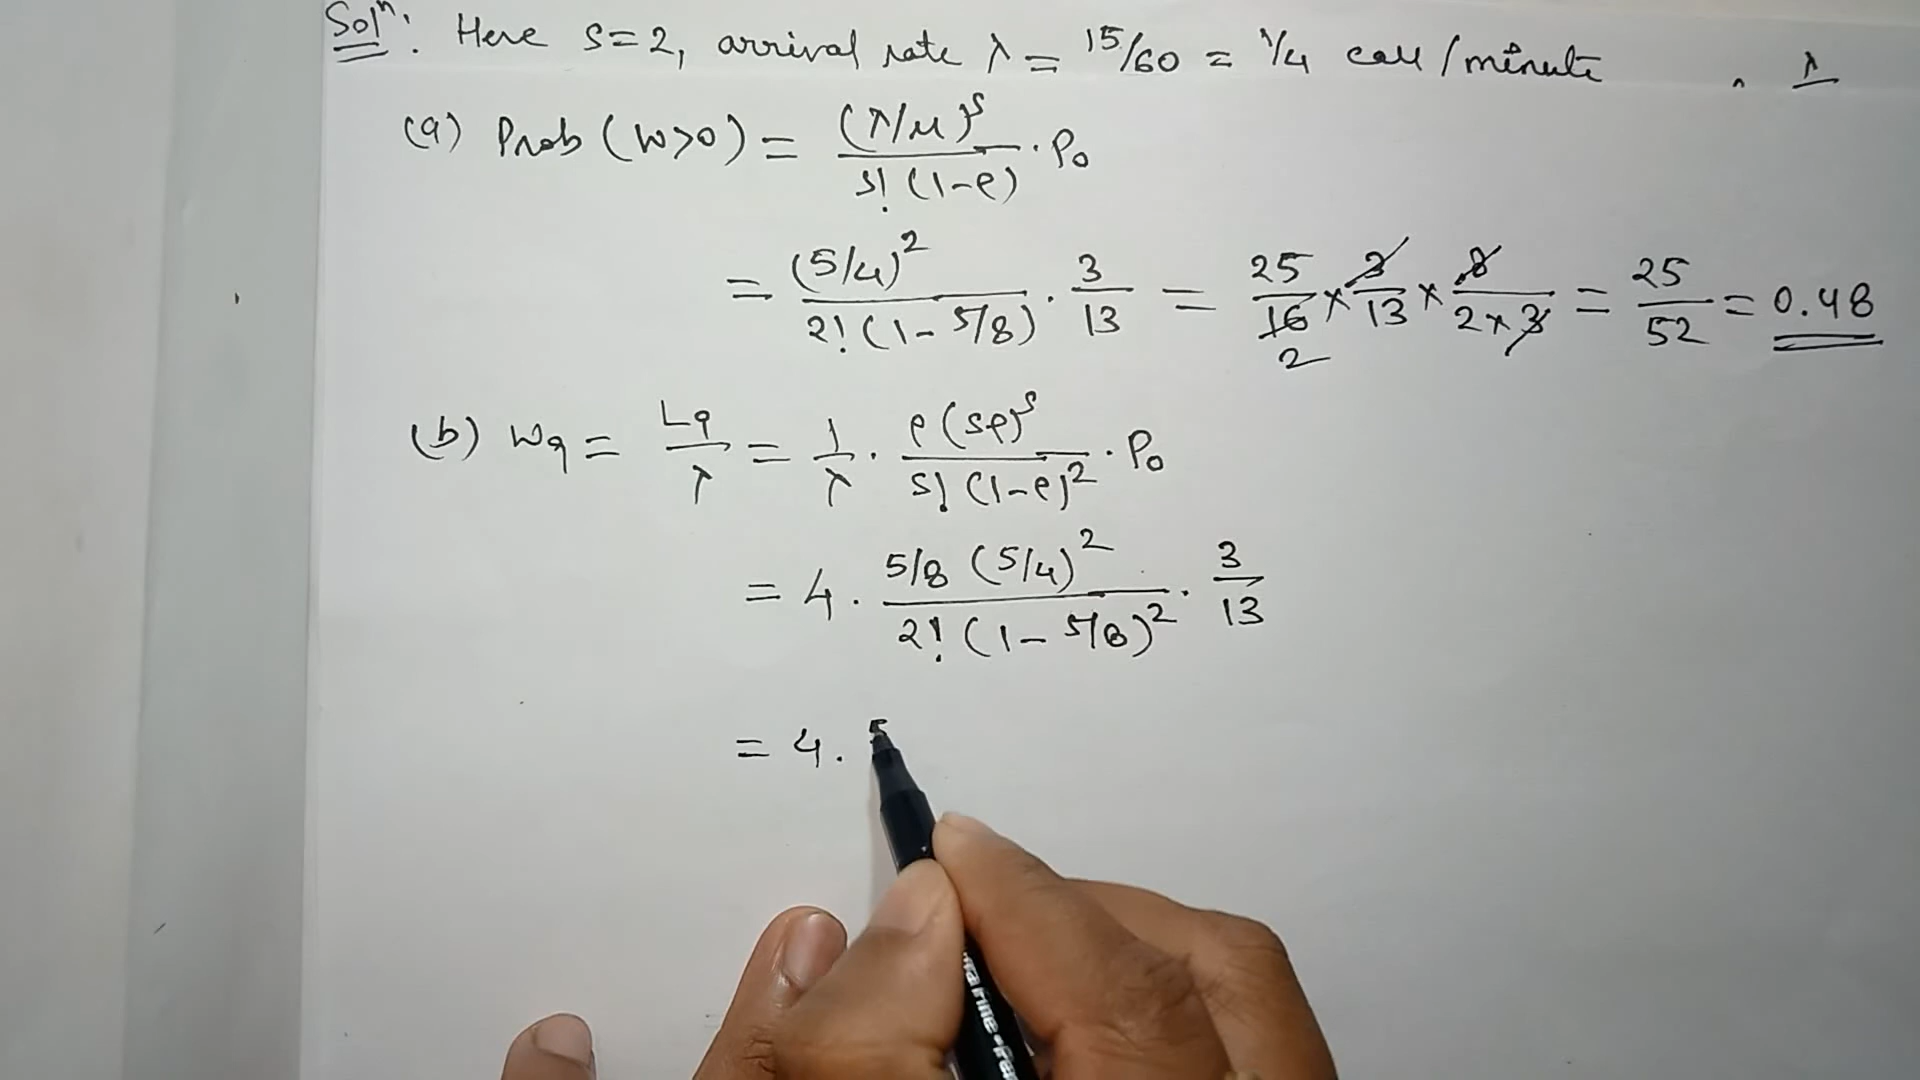 Solⁿ: Here s=2, arrival rate λ = 15/60 = 1/4 call/minute . λ
(a) Prob (W>0) = (λ/μ)^s / s! (1-ρ) · P₀
= (5/4)² / 2! (1 - 5/8) · 3/13 = 25/16 × 3/13 × 8/(2×3) = 25/52 = 0.48
2
(b) Wq = Lq/λ = 1/λ · ρ(sρ)^s / s! (1-ρ)² · P₀
= 4 · 5/8 (5/4)² / 2! (1 - 5/8)² · 3/13
= 4 · 5